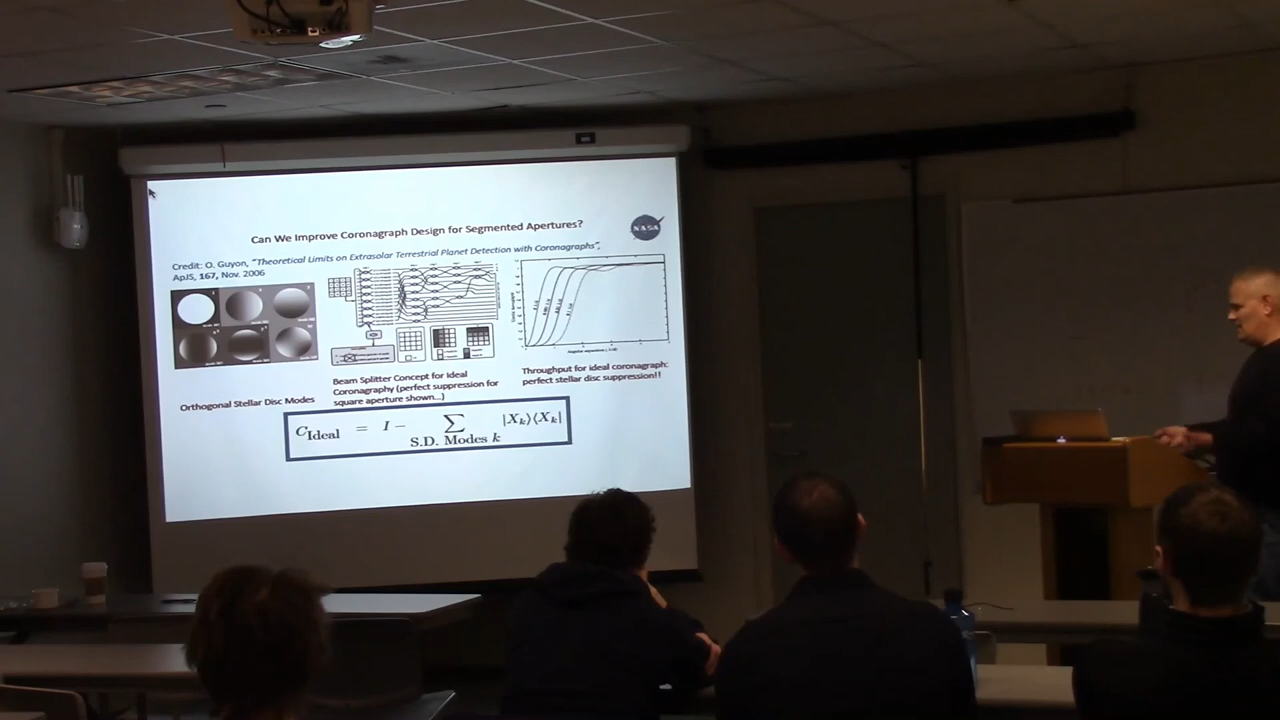 Can We Improve Coronagraph Design for Segmented Apertures?
NASA
Credit: O. Guyon, "Theoretical Limits on Extrasolar Terrestrial Planet Detection with Coronagraphs",
ApJS, 167, Nov. 2006
Angular separation
Orthogonal Stellar Disc Modes
Beam Splitter Concept for Ideal
Coronagraphy (perfect suppression for
square aperture shown...)
Throughput for ideal coronagraph:
perfect stellar disc suppression!!
C_Ideal = I - ∑ |X_k⟩⟨X_k|
S.D. Modes k